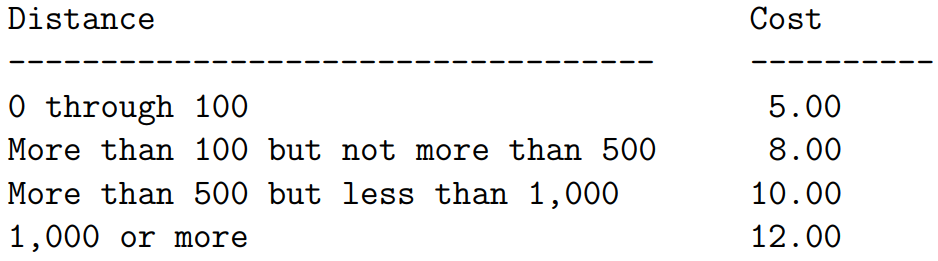 Distance Cost
----------------------------------- ----------
0 through 100 5.00
More than 100 but not more than 500 8.00
More than 500 but less than 1,000 10.00
1,000 or more 12.00